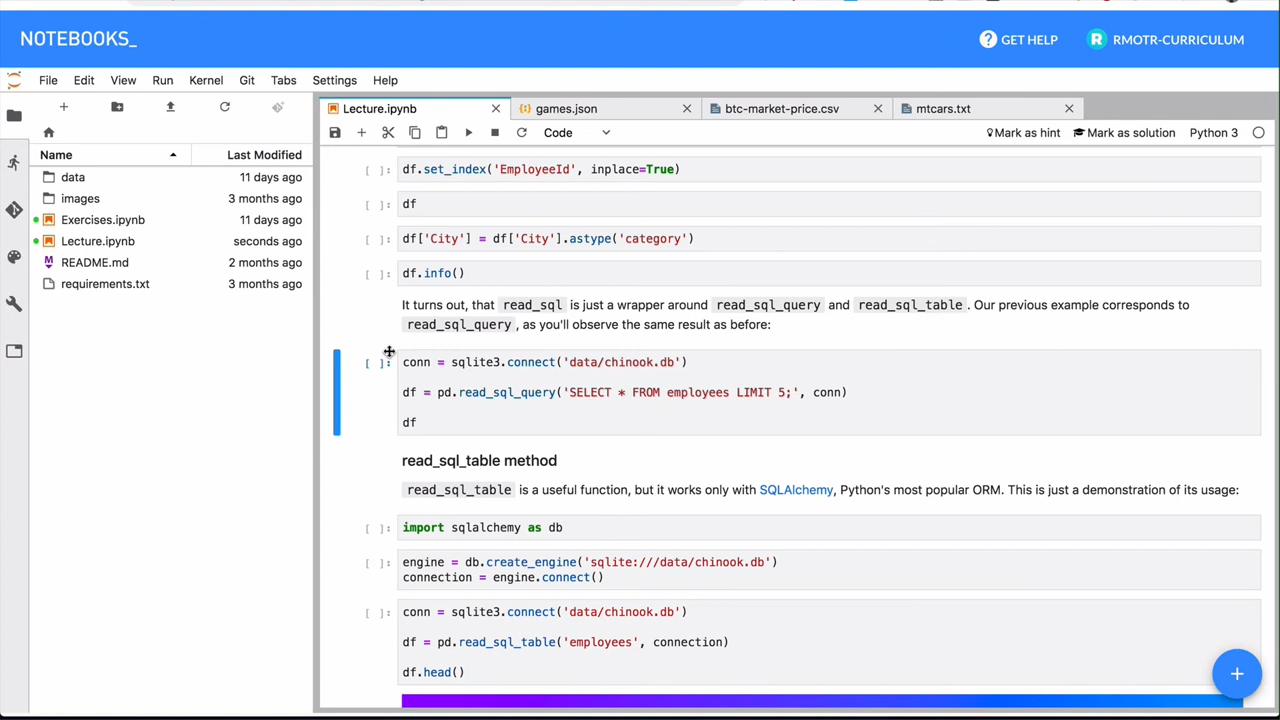 NOTEBOOKS_
GET HELP
R
RMOTR-CURRICULUM
File Edit View Run Kernel Git Tabs Settings Help
Name Last Modified
data 11 days ago
images 3 months ago
Exercises.ipynb 11 days ago
Lecture.ipynb seconds ago
README.md 2 months ago
requirements.txt 3 months ago
Lecture.ipynb games.json btc-market-price.csv mtcars.txt
Code Mark as hint Mark as solution Python 3
[ ]: df.set_index('EmployeeId', inplace=True)
[ ]: df
[ ]: df['City'] = df['City'].astype('category')
[ ]: df.info()
It turns out, that read_sql is just a wrapper around read_sql_query and read_sql_table. Our previous example corresponds to
read_sql_query, as you'll observe the same result as before:
[ ]: conn = sqlite3.connect('data/chinook.db')
df = pd.read_sql_query('SELECT * FROM employees LIMIT 5;', conn)
df
read_sql_table method
read_sql_table is a useful function, but it works only with SQLAlchemy, Python's most popular ORM. This is just a demonstration of its usage:
[ ]: import sqlalchemy as db
[ ]: engine = db.create_engine('sqlite:///data/chinook.db')
connection = engine.connect()
[ ]: conn = sqlite3.connect('data/chinook.db')
df = pd.read_sql_table('employees', connection)
df.head()